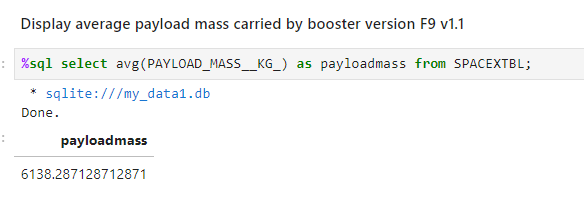 Display average payload mass carried by booster version F9 v1.1
: %sql select avg(PAYLOAD_MASS__KG_) as payloadmass from SPACEXTBL;
* sqlite:///my_data1.db
Done.
: payloadmass
6138.287128712871